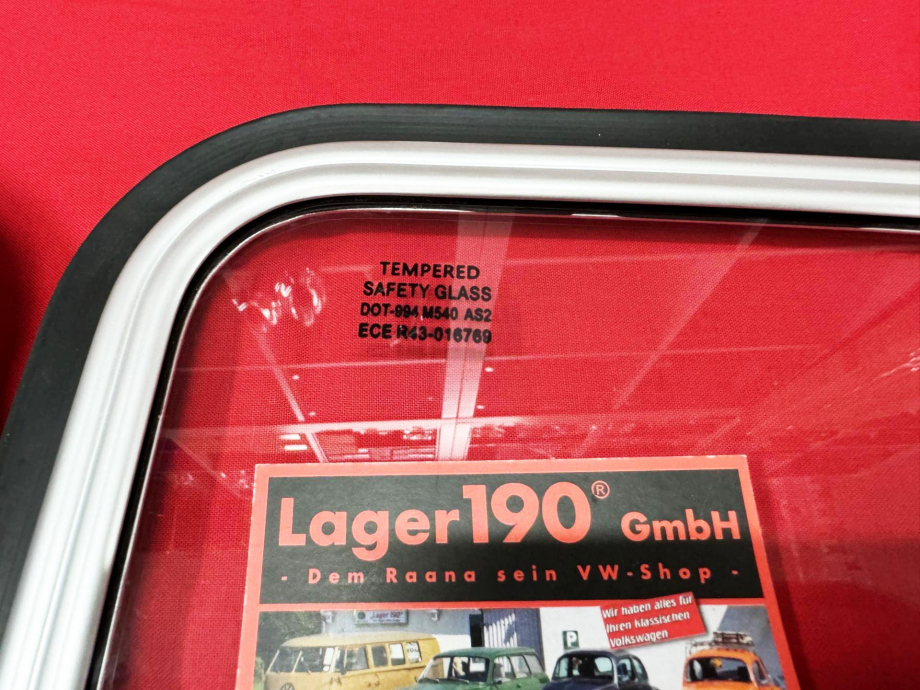 TEMPERED
SAFETY GLASS
DOT-994 M540 AS2
ECE R43-016769
Lager190® GmbH
- Dem Raana sein VW-Shop -
Wir haben alles für
Ihren klassischen
Volkswagen
P